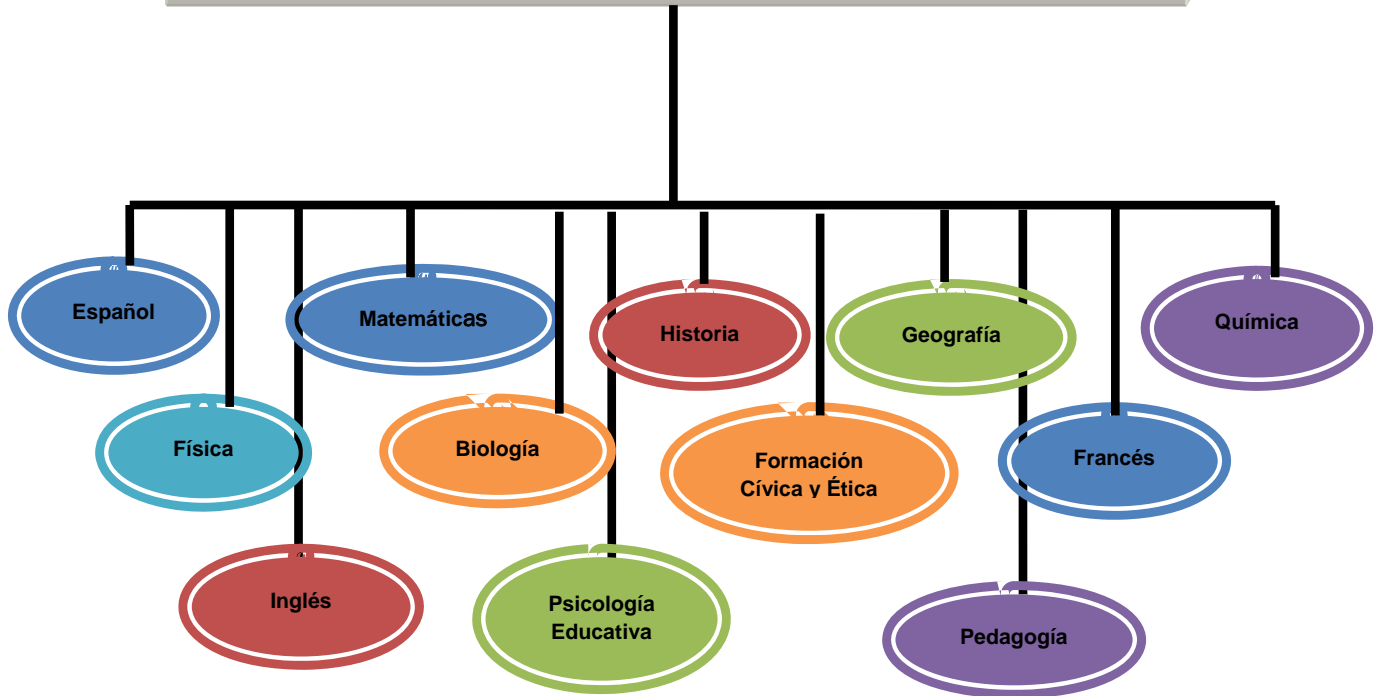 Español
Matemáticas
Historia
Geografía
Química
Física
Biología
Formación
Cívica y Ética
Francés
Inglés
Psicología
Educativa
Pedagogía